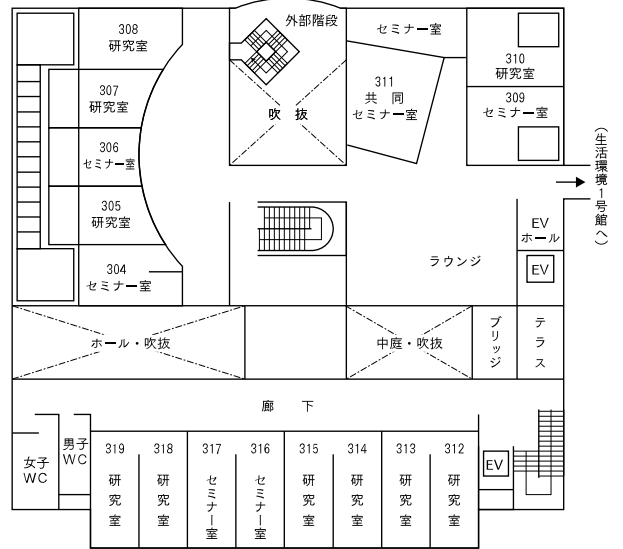 308
研究室
307
研究室
306
セミナー室
305
研究室
304
セミナー室
外部階段
吹 抜
セミナー室
311
共 同
セミナー室
310
研究室
309
セミナー室
（生活環境1号館へ）
EV
ホール
EV
ラウンジ
ホール・吹抜
中庭・吹抜
ブリッジ
テラス
廊 下
女子
WC
男子
WC
319
研究室
318
研究室
317
セミナー室
316
セミナー室
315
研究室
314
研究室
313
研究室
312
研究室
EV